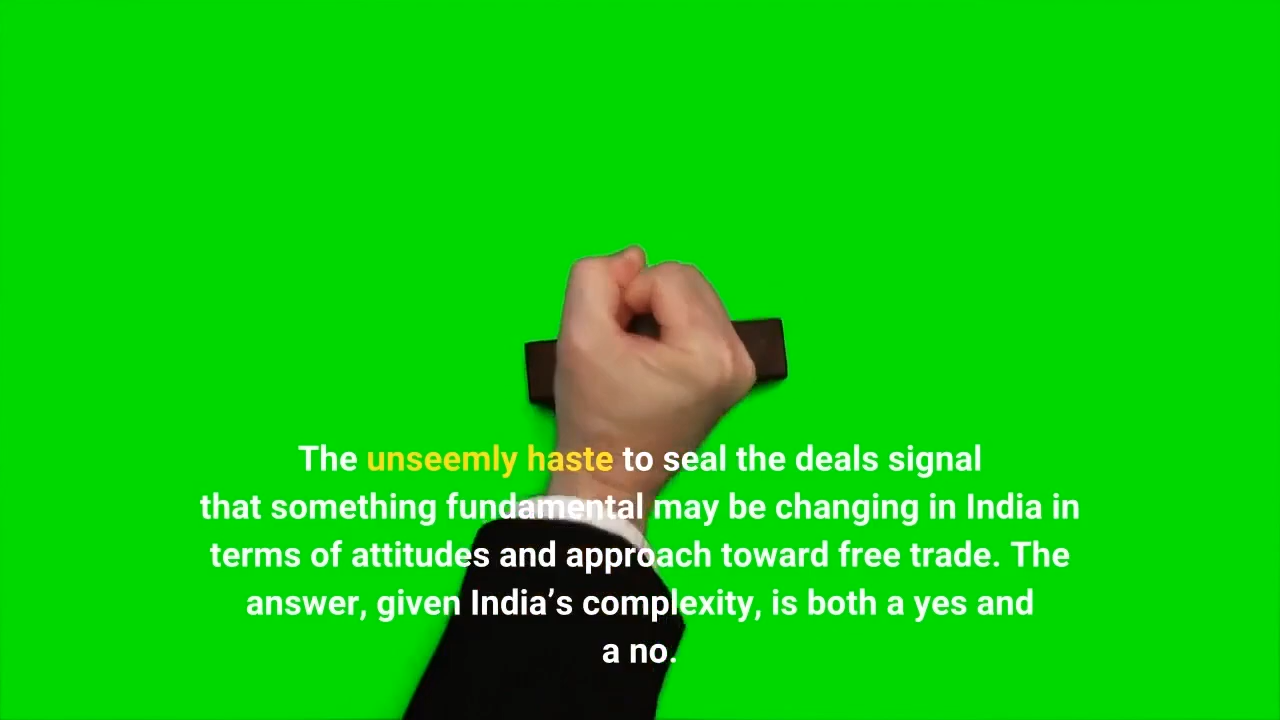 The unseemly haste to seal the deals signal
that something fundamental may be changing in India in
terms of attitudes and approach toward free trade. The
answer, given India’s complexity, is both a yes and
a no.